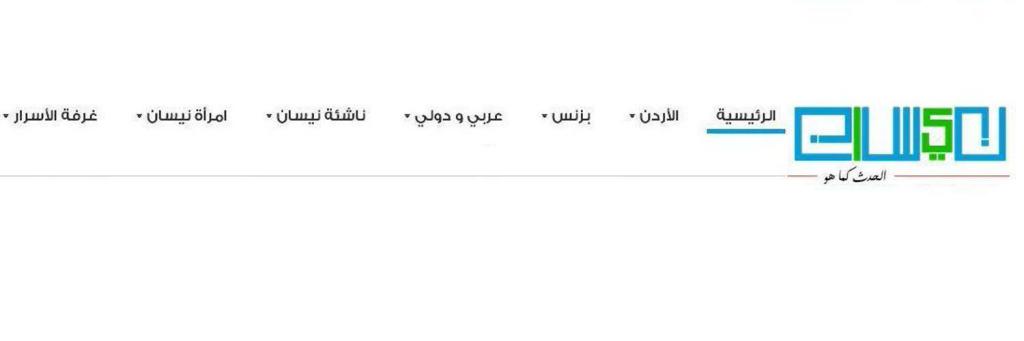 نيسان
الرئيسية الأردن بزنس عربي و دولي ناشئة نيسان امرأة نيسان غرفة الأسرار
الحدث كما هو